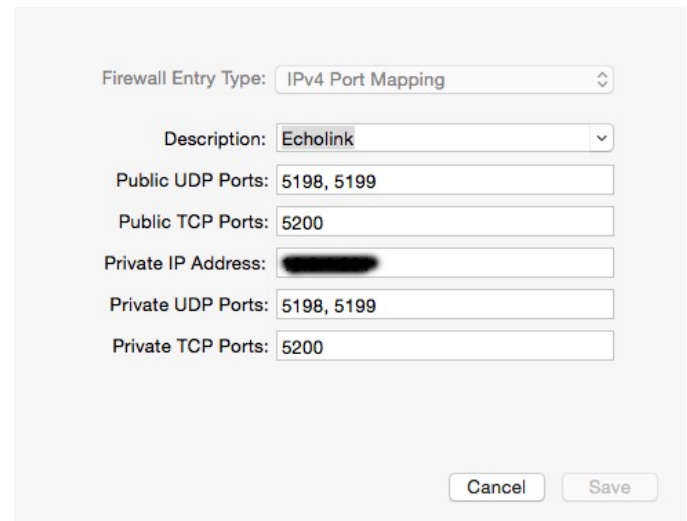 Firewall Entry Type: IPv4 Port Mapping
Description: Echolink
Public UDP Ports: 5198, 5199
Public TCP Ports: 5200
Private IP Address:
Private UDP Ports: 5198, 5199
Private TCP Ports: 5200
Cancel Save